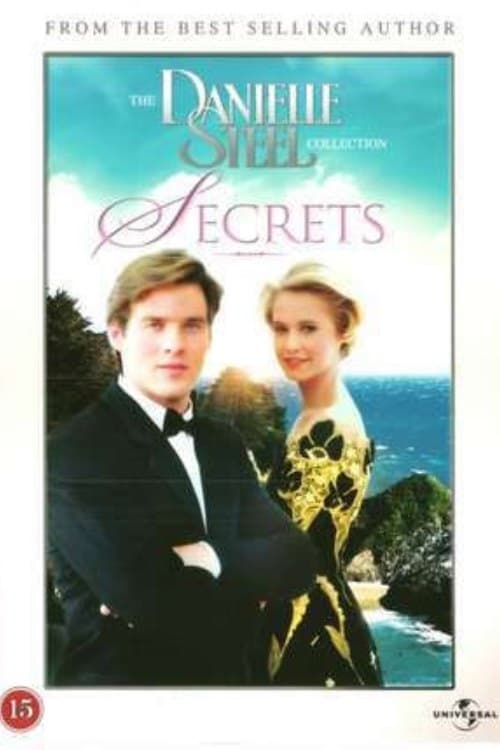 FROM THE BEST SELLING AUTHOR
THE DANIELLE
STEEL COLLECTION
SECRETS
15
UNIVERSAL